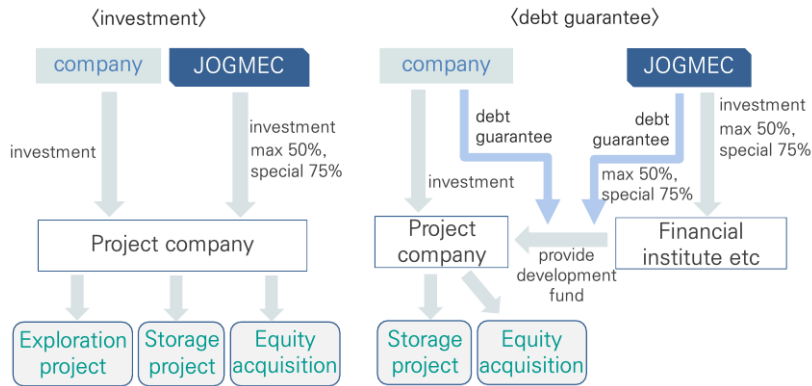 〈investment〉
company
JOGMEC
investment
investment
max 50%,
special 75%
Project company
Exploration
project
Storage
project
Equity
acquisition
〈debt guarantee〉
company
JOGMEC
debt
guarantee
debt
guarantee
investment
max 50%,
special 75%
max 50%,
special 75%
investment
Project
company
provide
development
fund
Financial
institute etc
Storage
project
Equity
acquisition